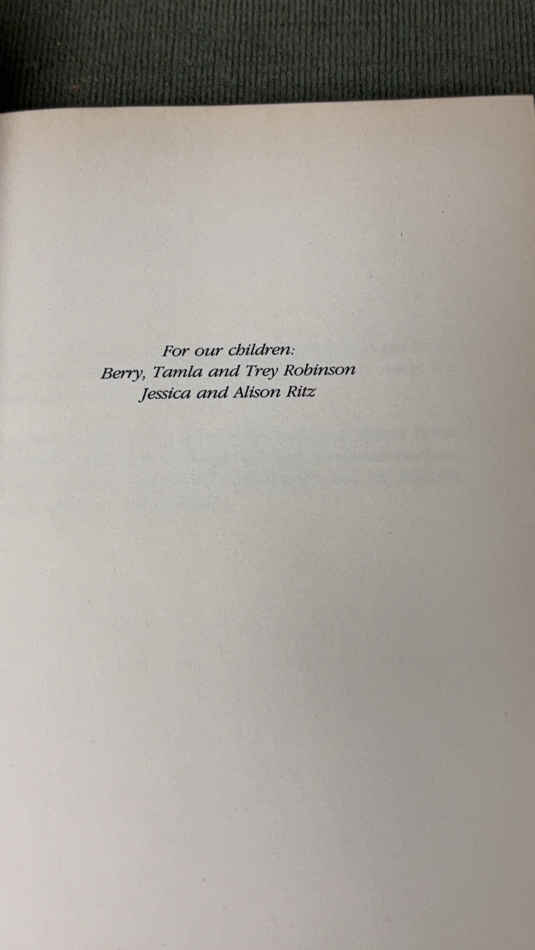 For our children:
Berry, Tamla and Trey Robinson
Jessica and Alison Ritz